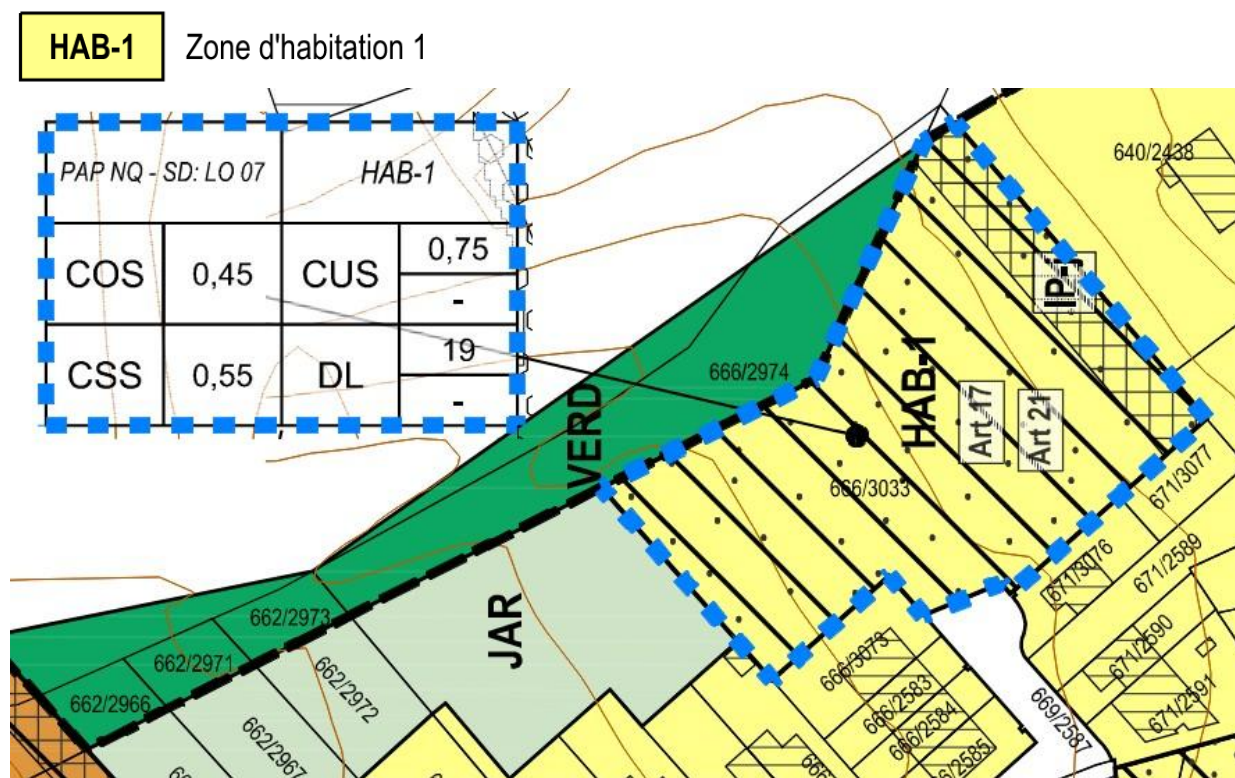 HAB-1 Zone d'habitation 1
PAP NQ - SD: LO 07 HAB-1
COS 0,45 CUS 0,75
-
CSS 0,55 DL 19
-
640/2438
IP-3
666/2974
HAB-1
Art 17
Art 21
VERD
666/3033
671/3077
671/3076
671/2589
JAR
662/2973
662/2971
662/2966
662/2972
662/2967
666/3073
666/2583
666/2584
671/2590
671/2591
669/2587